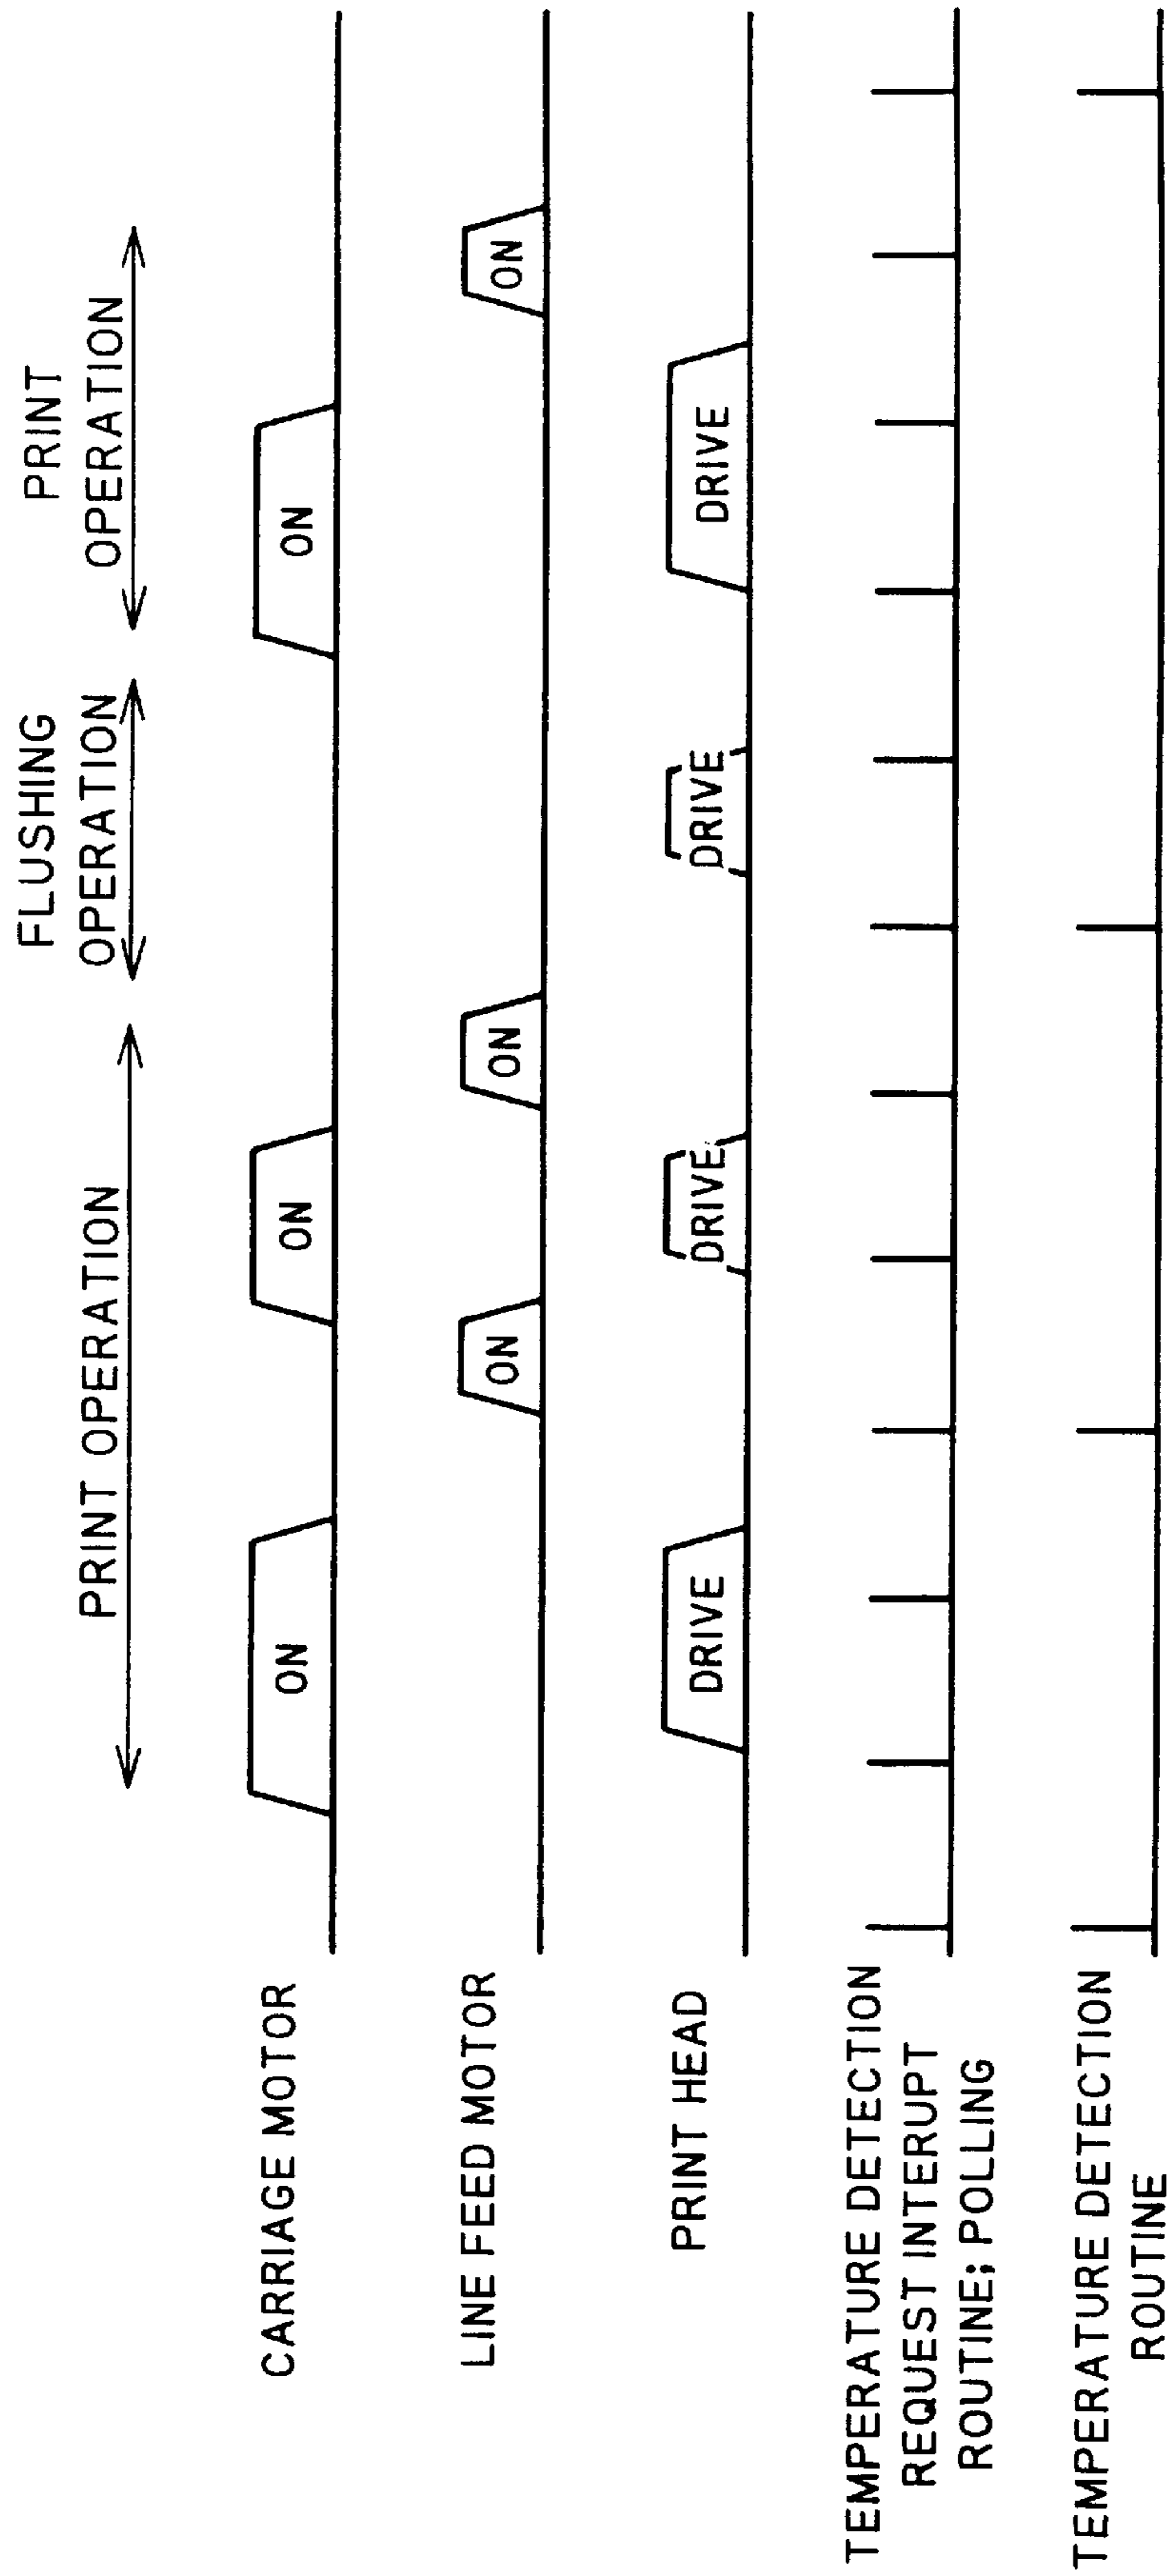 PRINT OPERATION
FLUSHING
OPERATION
PRINT
OPERATION
CARRIAGE MOTOR
ON
ON
ON
LINE FEED MOTOR
ON
ON
ON
PRINT HEAD
DRIVE
DRIVE
DRIVE
DRIVE
TEMPERATURE DETECTION
REQUEST INTERUPT
ROUTINE; POLLING
TEMPERATURE DETECTION
ROUTINE